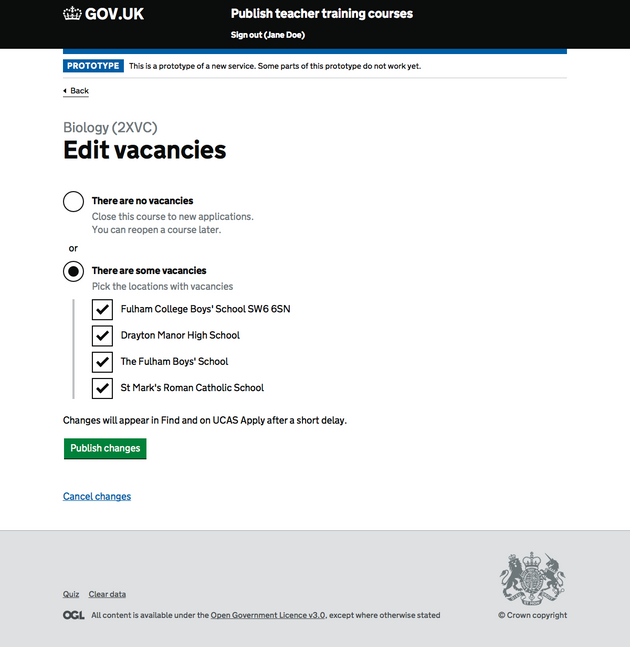 GOV.UK
Publish teacher training courses
Sign out (Jane Doe)
PROTOTYPE This is a prototype of a new service. Some parts of this prototype do not work yet.
Back
Biology (2XVC)
Edit vacancies
There are no vacancies
Close this course to new applications.
You can reopen a course later.
or
There are some vacancies
Pick the locations with vacancies
Fulham College Boys' School SW6 6SN
Drayton Manor High School
The Fulham Boys' School
St Mark's Roman Catholic School
Changes will appear in Find and on UCAS Apply after a short delay.
Publish changes
Cancel changes
Quiz Clear data
OGL All content is available under the Open Government Licence v3.0, except where otherwise stated
© Crown copyright